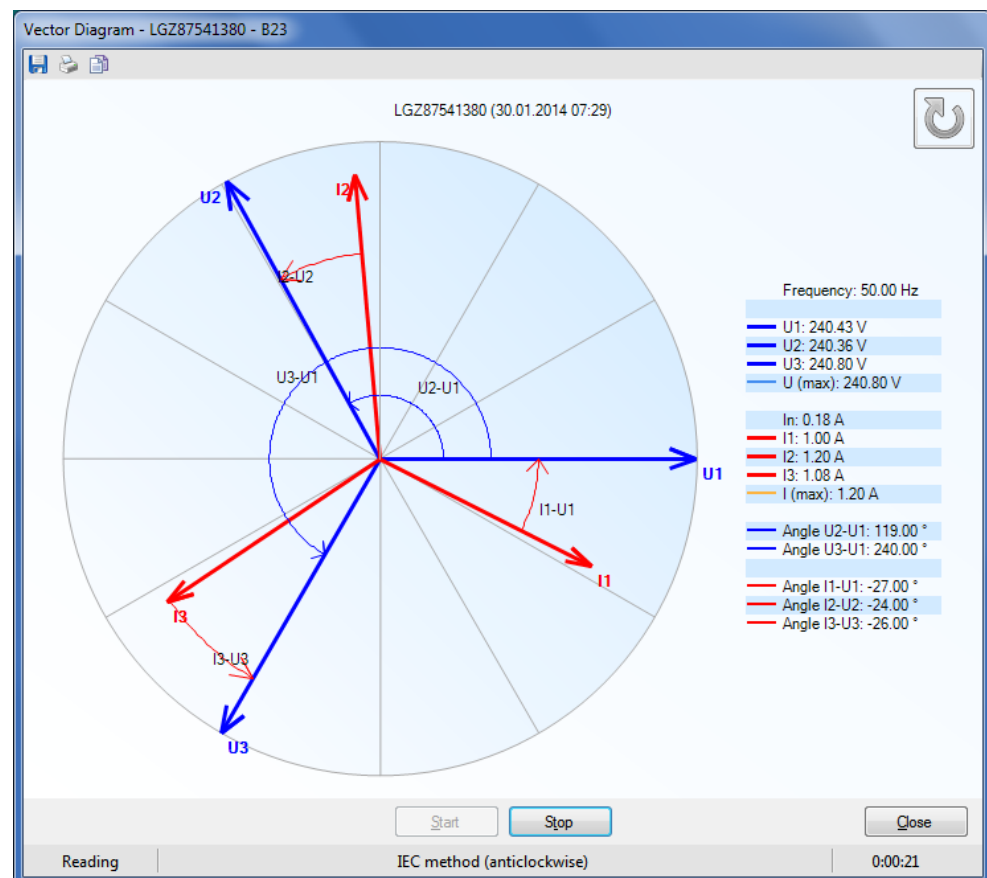 Vector Diagram - LGZ87541380 - B23
LGZ87541380 (30.01.2014 07:29)
U2
I2
I2-U2
U3-U1
U2-U1
U1
I1-U1
I1
I3
I3-U3
U3
Frequency: 50.00 Hz
U1: 240.43 V
U2: 240.36 V
U3: 240.80 V
U (max): 240.80 V
In: 0.18 A
I1: 1.00 A
I2: 1.20 A
I3: 1.08 A
I (max): 1.20 A
Angle U2-U1: 119.00 °
Angle U3-U1: 240.00 °
Angle I1-U1: -27.00 °
Angle I2-U2: -24.00 °
Angle I3-U3: -26.00 °
Start
Stop
Close
Reading
IEC method (anticlockwise)
0:00:21